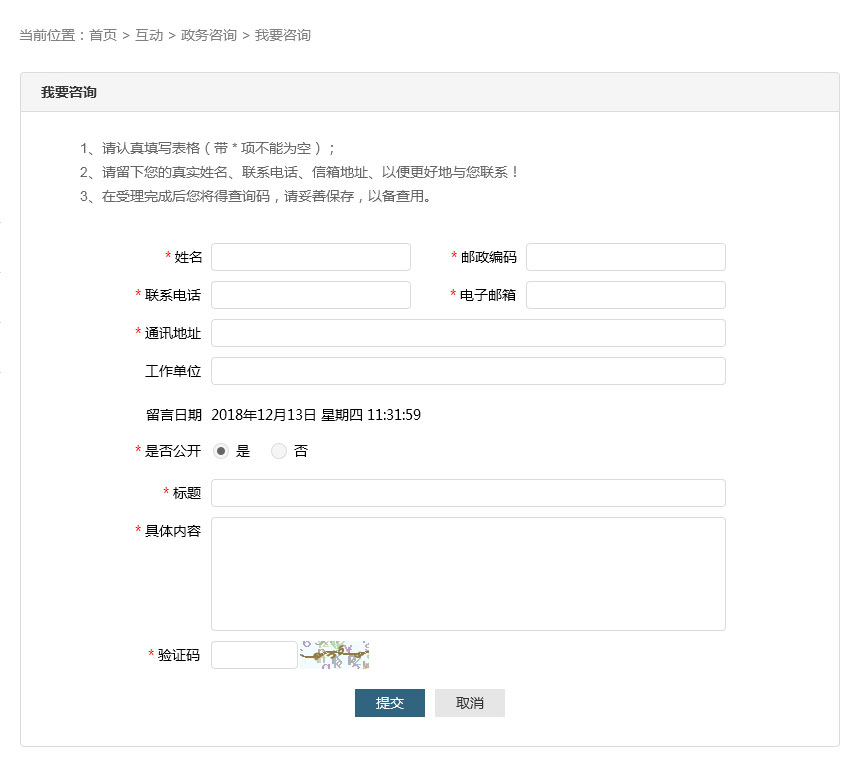 当前位置：首页 > 互动 > 政务咨询 > 我要咨询
我要咨询
1、请认真填写表格（带 * 项不能为空）；
2、请留下您的真实姓名、联系电话、信箱地址、以便更好地与您联系！
3、在受理完成后您将得查询码，请妥善保存，以备查用。
* 姓名 * 邮政编码
* 联系电话 * 电子邮箱
* 通讯地址
工作单位
留言日期 2018年12月13日 星期四 11:31:59
* 是否公开 是 否
* 标题
* 具体内容
* 验证码
提交 取消